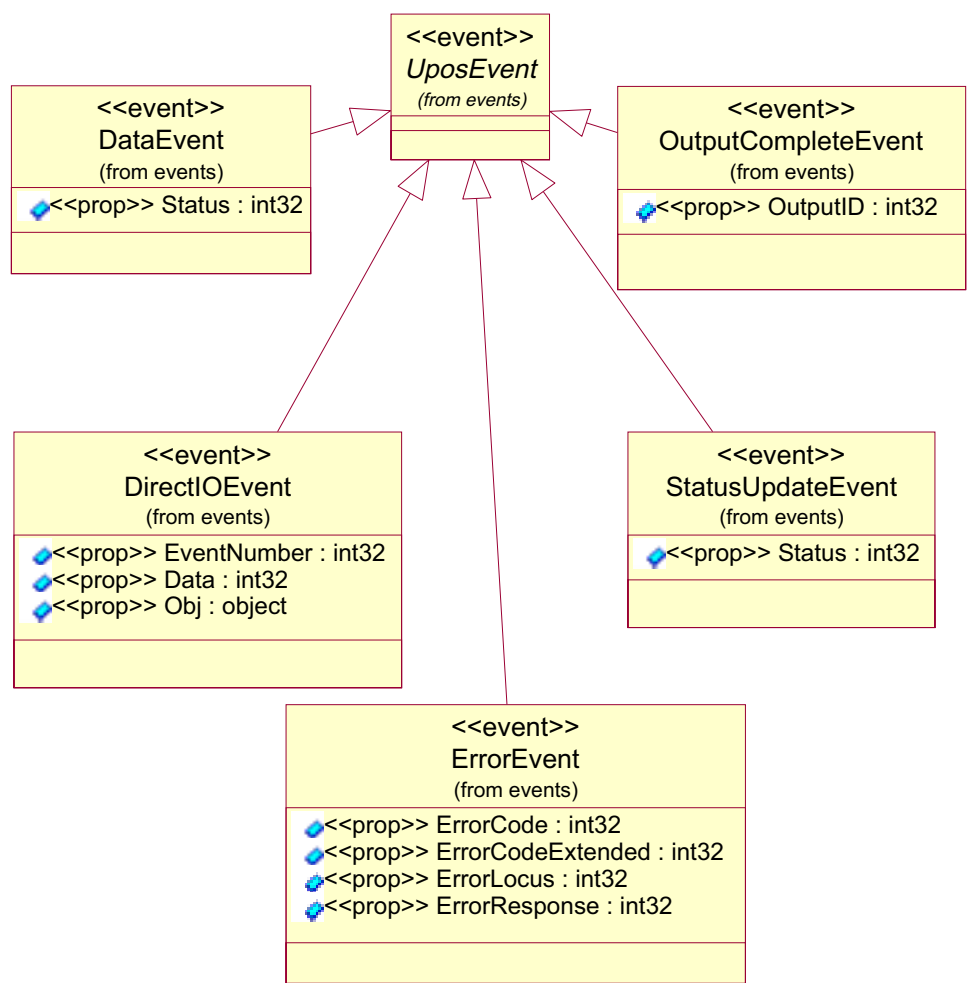 <<event>>
UposEvent
(from events)
<<event>>
DataEvent
(from events)
<<prop>> Status : int32
<<event>>
OutputCompleteEvent
(from events)
<<prop>> OutputID : int32
<<event>>
DirectIOEvent
(from events)
<<prop>> EventNumber : int32
<<prop>> Data : int32
<<prop>> Obj : object
<<event>>
StatusUpdateEvent
(from events)
<<prop>> Status : int32
<<event>>
ErrorEvent
(from events)
<<prop>> ErrorCode : int32
<<prop>> ErrorCodeExtended : int32
<<prop>> ErrorLocus : int32
<<prop>> ErrorResponse : int32